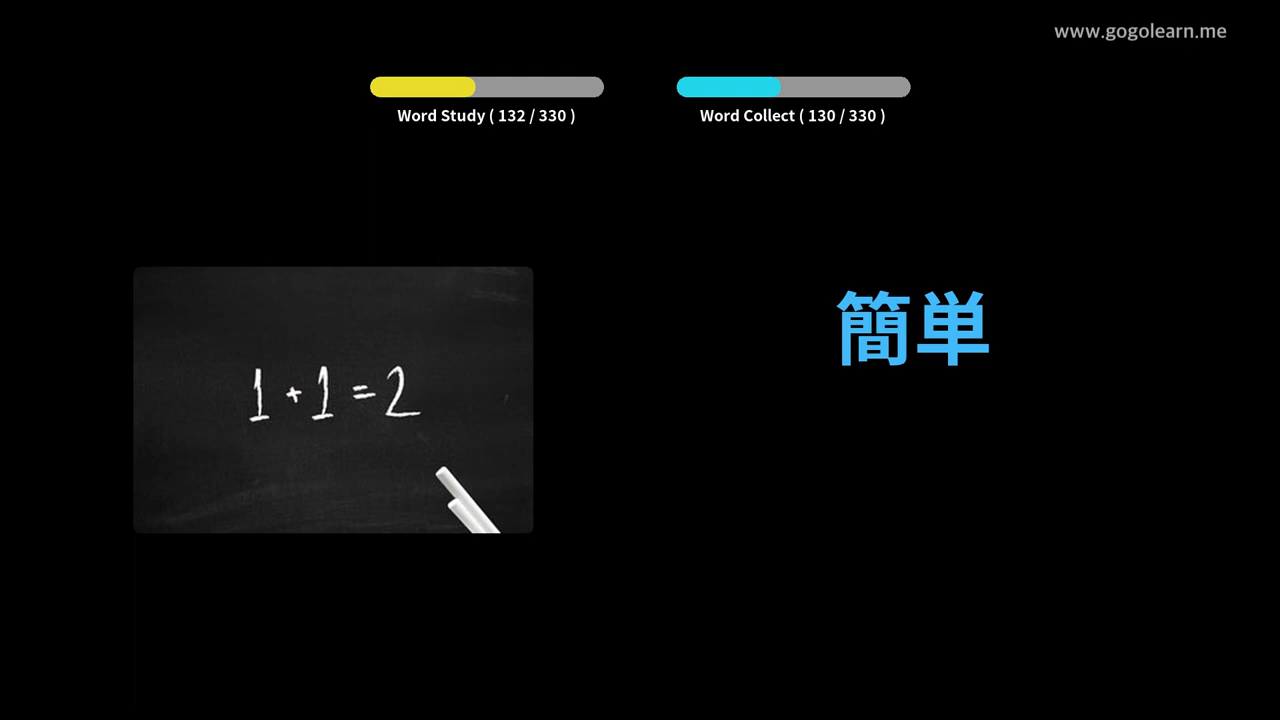 www.gogolearn.me
Word Study ( 132 / 330 )
Word Collect ( 130 / 330 )
簡単
1 + 1 = 2